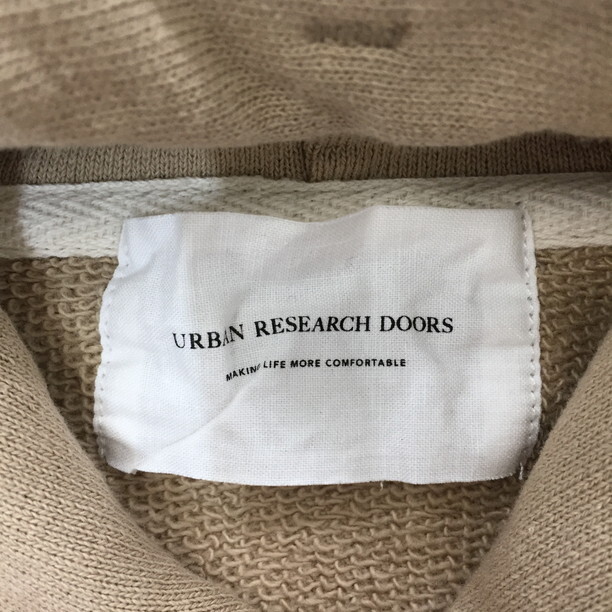 URBAN RESEARCH DOORS
MAKING LIFE MORE COMFORTABLE